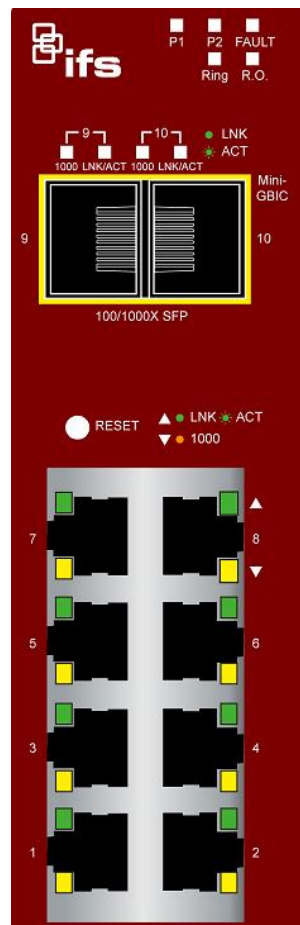 ifs
P1 P2 FAULT
Ring R.O.
9 10 LNK
1000 LNK/ACT 1000 LNK/ACT ACT
Mini-
GBIC
9 10
100/1000X SFP
RESET LNK ACT
1000
7 8
5 6
3 4
1 2